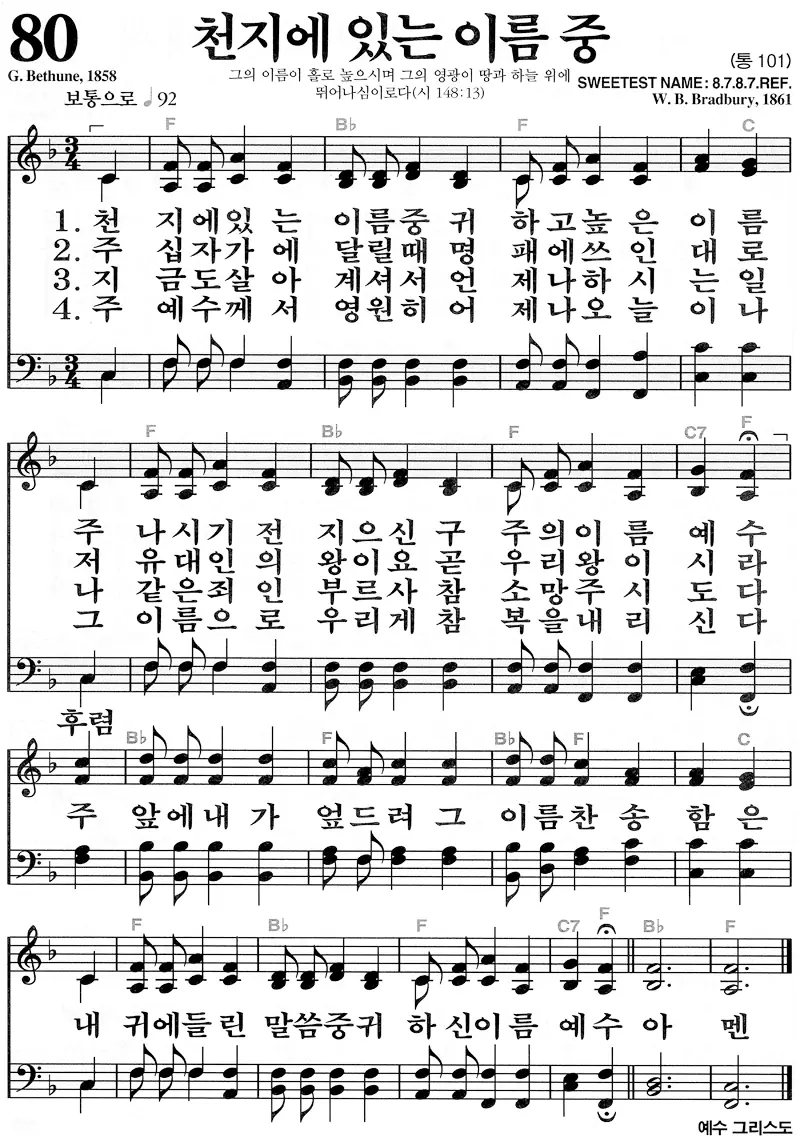 80 천지에 있는 이름 중
(통 101)
G. Bethune, 1858
그의 이름이 홀로 높으시며 그의 영광이 땅과 하늘 위에
뛰어나심이로다(시 148:13)
SWEETEST NAME: 8.7.8.7.REF.
보통으로 ♩92
W. B. Bradbury, 1861
F B♭ F C
1. 천 지에있는 이름중귀 하고높은 이름
2. 주 십자가에 달릴때명 패에쓰인 대로
3. 지 금도살아 계셔서언 제나하시 는일
4. 주 예수께서 영원히어 제나오늘 이나
F B♭ F C7 F
주 나시기전 지으신구 주의이름 예수
저 유대인의 왕이요곧 우리왕이 시라
나 같은죄인 부르사참 소망주시 도다
그 이름으로 우리게참 복을내리 신다
후렴
B♭ F B♭ F C
주 앞에내가 엎드려그 이름찬송 함은
F B♭ F C7 F B♭ F
내 귀에들린 말씀중귀 하신이름 예수 아 멘
예수 그리스도